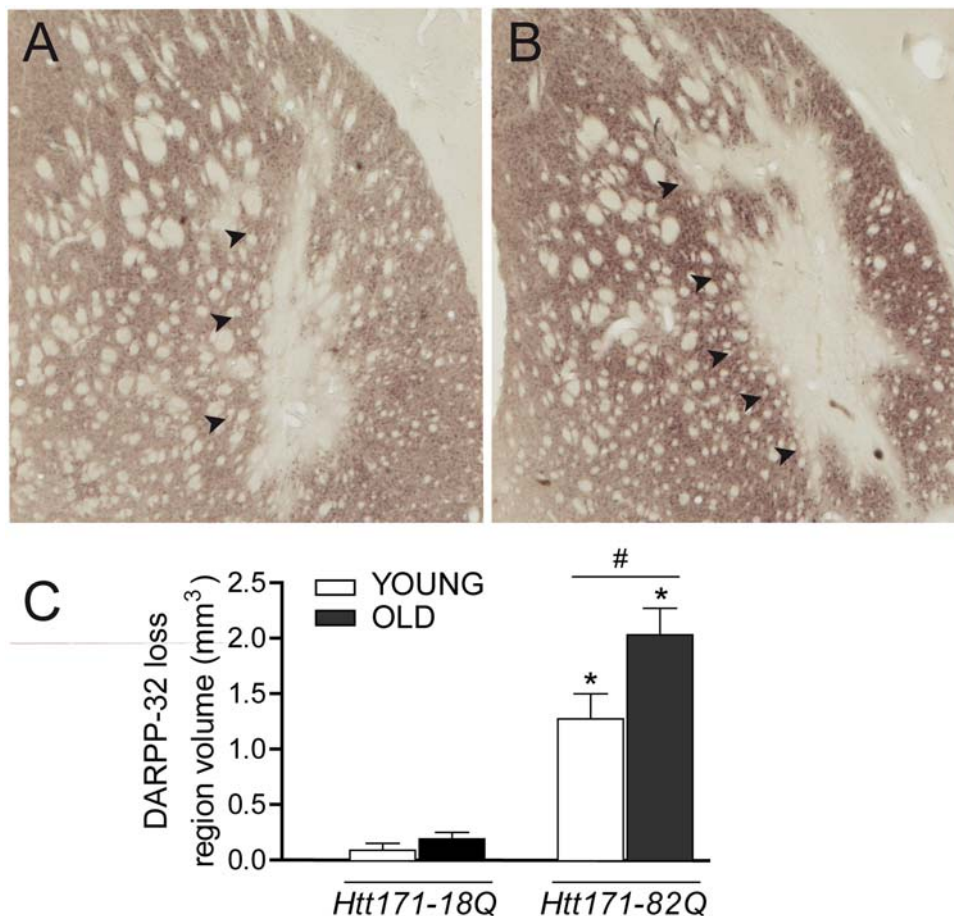 A
B
C
DARPP-32 loss
region volume (mm³)
2.5
2.0
1.5
1.0
0.5
0.0
YOUNG
OLD
#
*
*
Htt171-18Q
Htt171-82Q